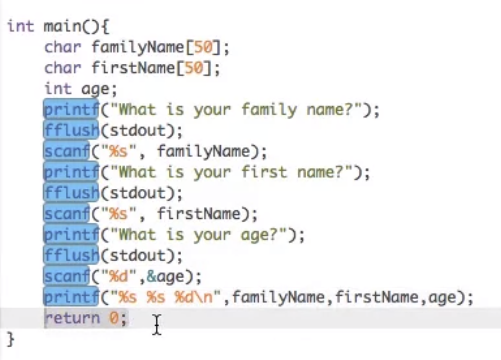 int main(){
char familyName[50];
char firstName[50];
int age;
printf("What is your family name?");
fflush(stdout);
scanf("%s", familyName);
printf("What is your first name?");
fflush(stdout);
scanf("%s", firstName);
printf("What is your age?");
fflush(stdout);
scanf("%d",&age);
printf("%s %s %d\n",familyName,firstName,age);
return 0;
}